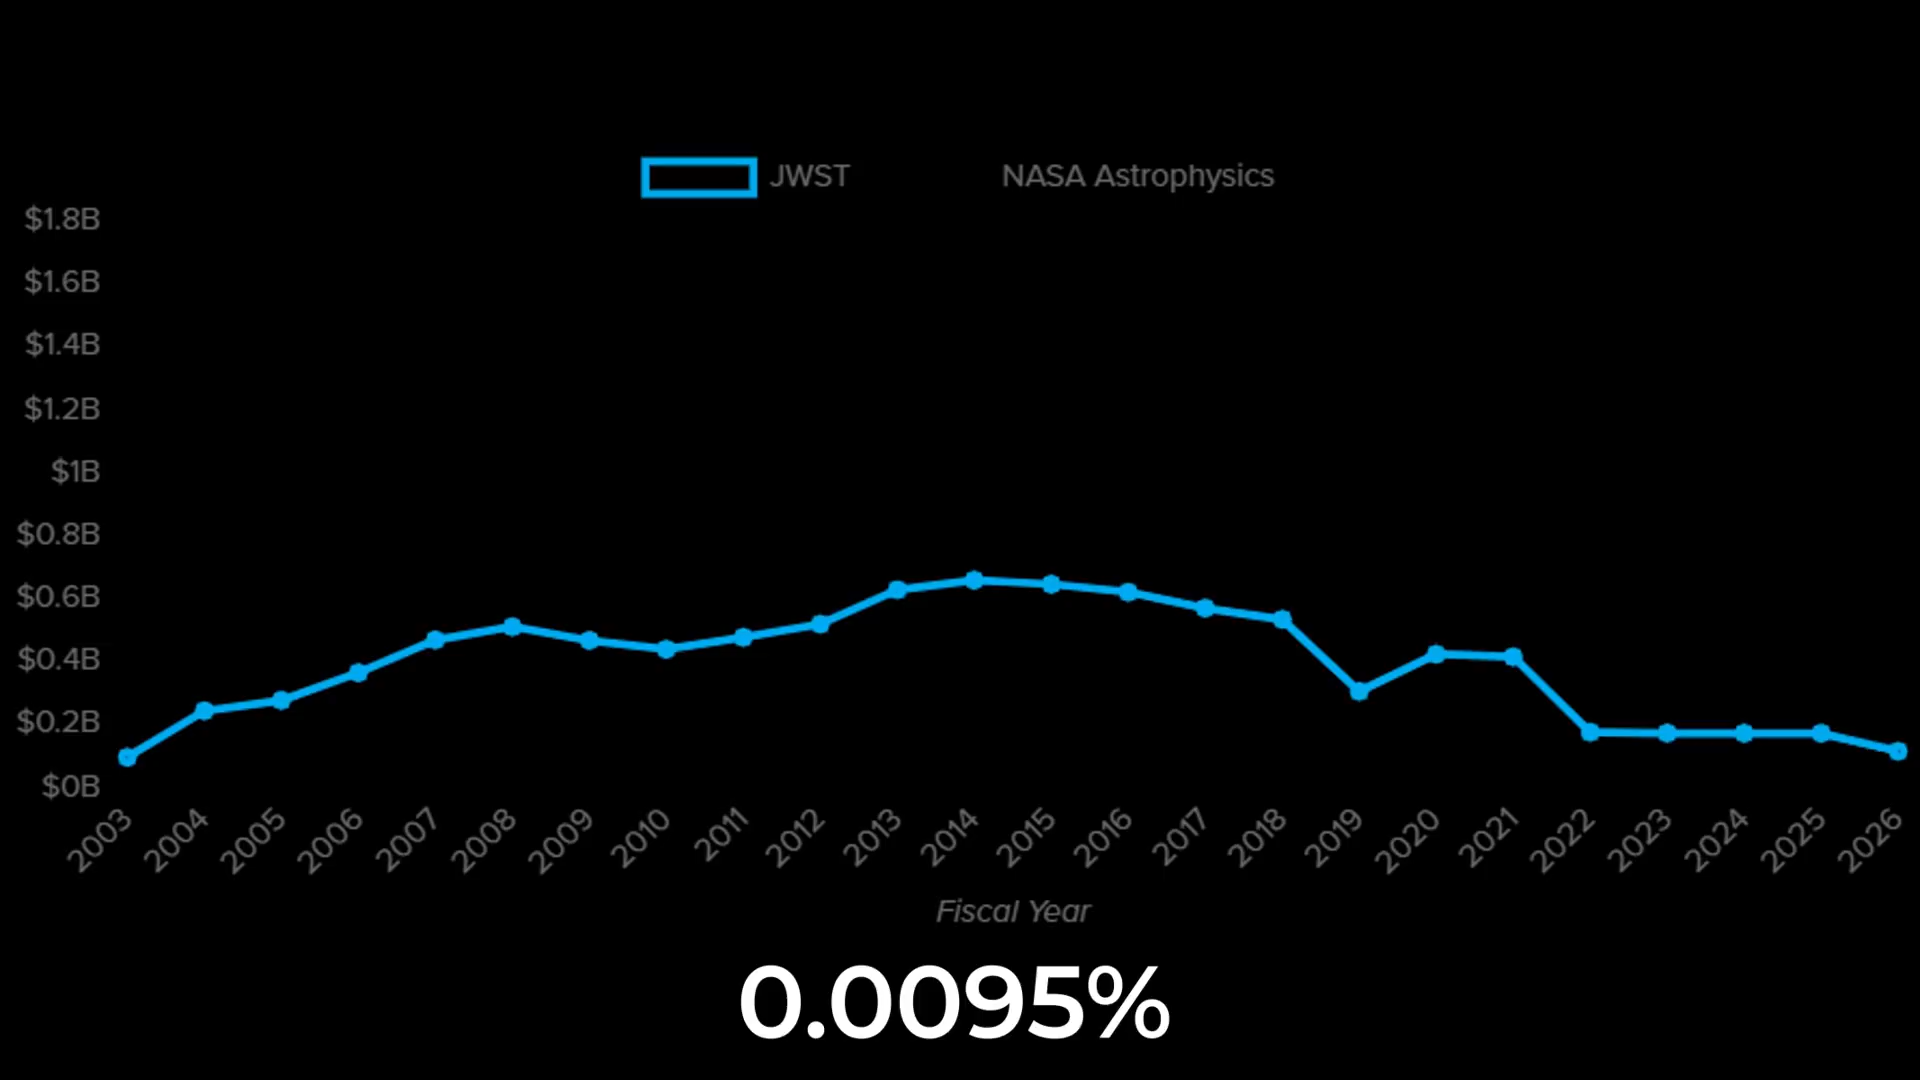 JWST NASA Astrophysics
$1.8B
$1.6B
$1.4B
$1.2B
$1B
$0.8B
$0.6B
$0.4B
$0.2B
$0B
2003 2004 2005 2006 2007 2008 2009 2010 2011 2012 2013 2014 2015 2016 2017 2018 2019 2020 2021 2022 2023 2024 2025 2026
Fiscal Year
0.0095%